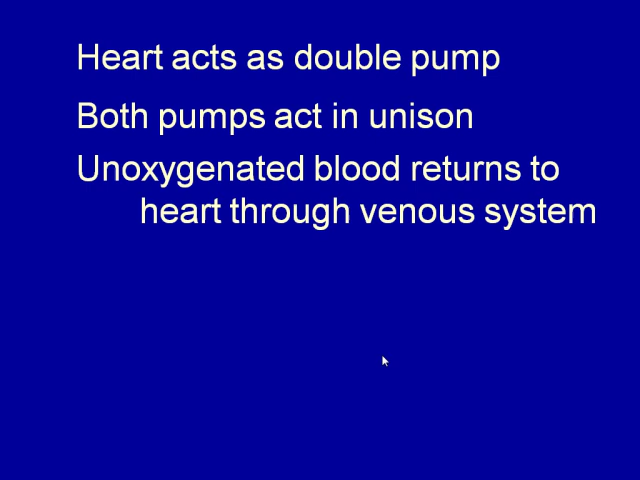 Heart acts as double pump
Both pumps act in unison
Unoxygenated blood returns to
heart through venous system